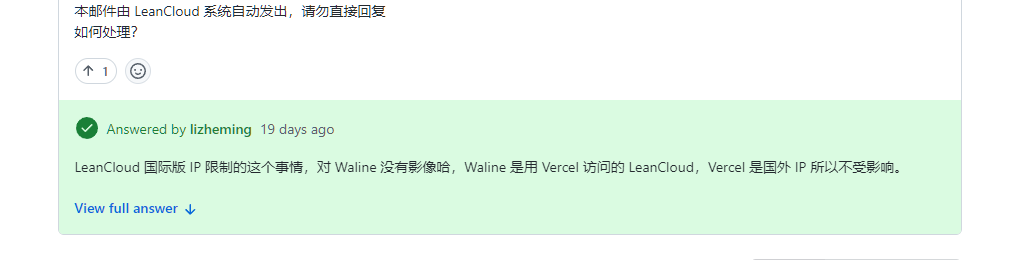 本邮件由 LeanCloud 系统自动发出，请勿直接回复
如何处理？
1
Answered by lizheming 19 days ago
LeanCloud 国际版 IP 限制的这个事情，对 Waline 没有影像哈，Waline 是用 Vercel 访问的 LeanCloud，Vercel 是国外 IP 所以不受影响。
View full answer ↓